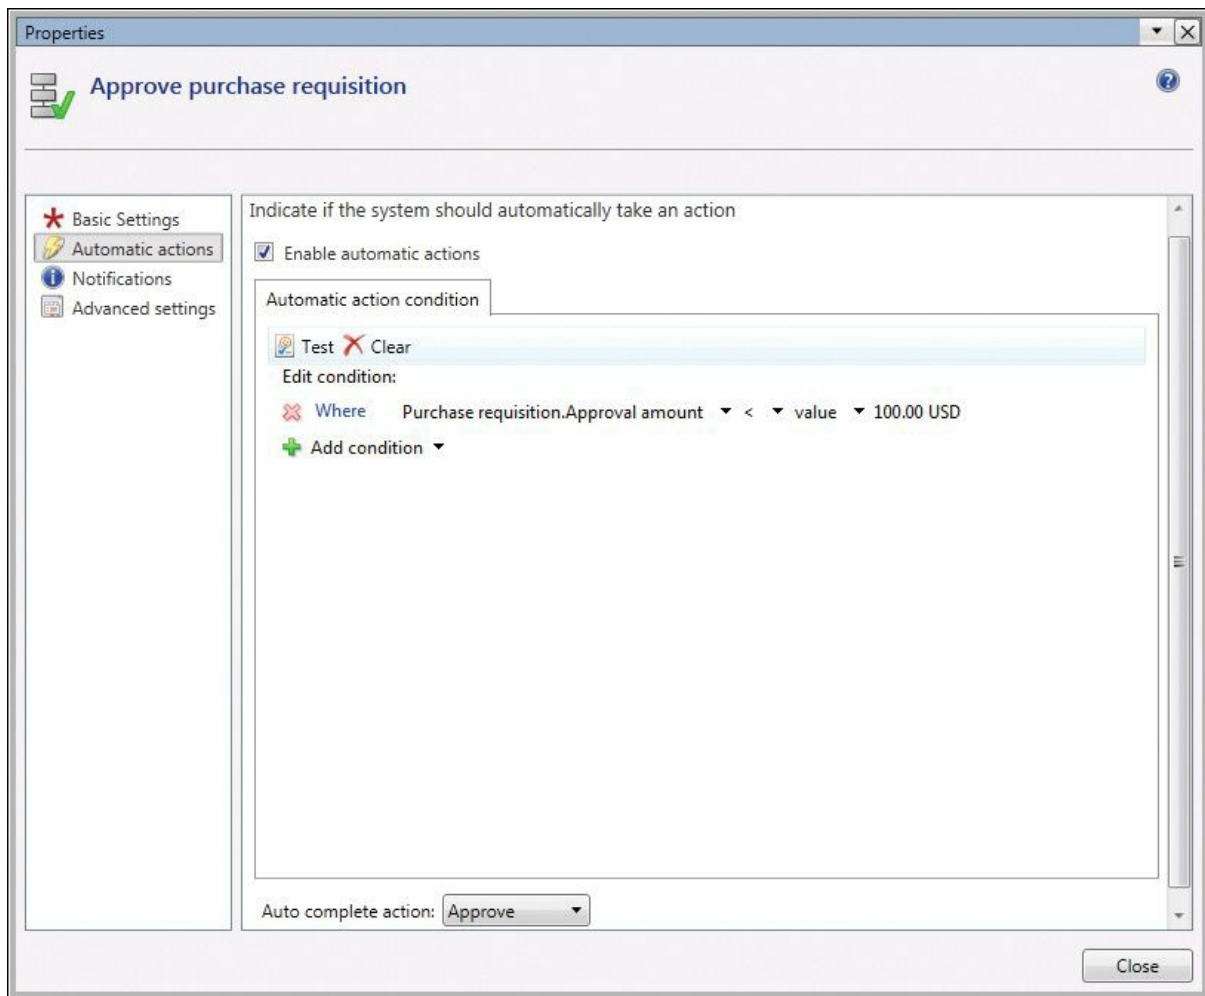 Properties
Approve purchase requisition
Basic Settings
Automatic actions
Notifications
Advanced settings
Indicate if the system should automatically take an action
Enable automatic actions
Automatic action condition
Test Clear
Edit condition:
Where Purchase requisition.Approval amount < value 100.00 USD
Add condition
Auto complete action: Approve
Close